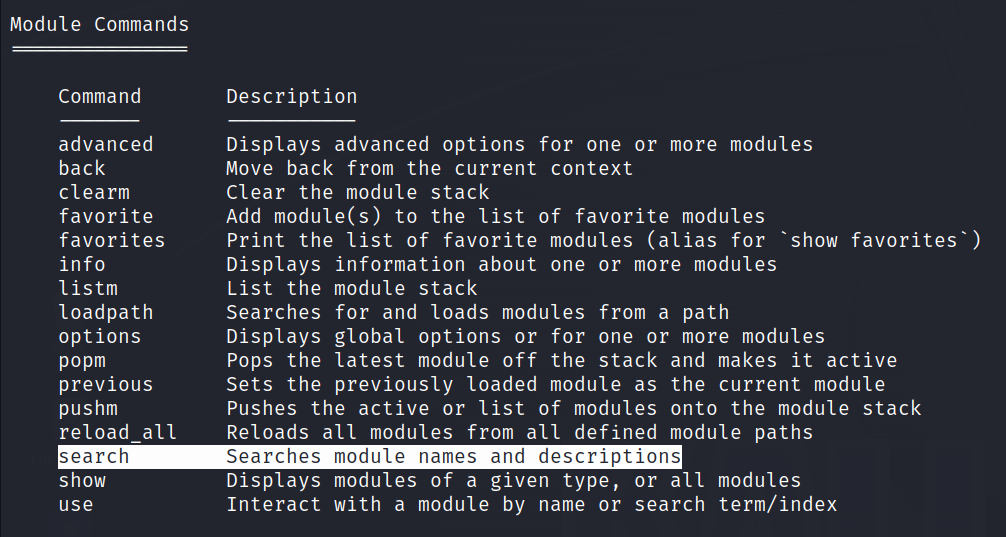 Module Commands
===============
Command Description
------- -----------
advanced Displays advanced options for one or more modules
back Move back from the current context
clearm Clear the module stack
favorite Add module(s) to the list of favorite modules
favorites Print the list of favorite modules (alias for `show favorites`)
info Displays information about one or more modules
listm List the module stack
loadpath Searches for and loads modules from a path
options Displays global options or for one or more modules
popm Pops the latest module off the stack and makes it active
previous Sets the previously loaded module as the current module
pushm Pushes the active or list of modules onto the module stack
reload_all Reloads all modules from all defined module paths
search Searches module names and descriptions
show Displays modules of a given type, or all modules
use Interact with a module by name or search term/index